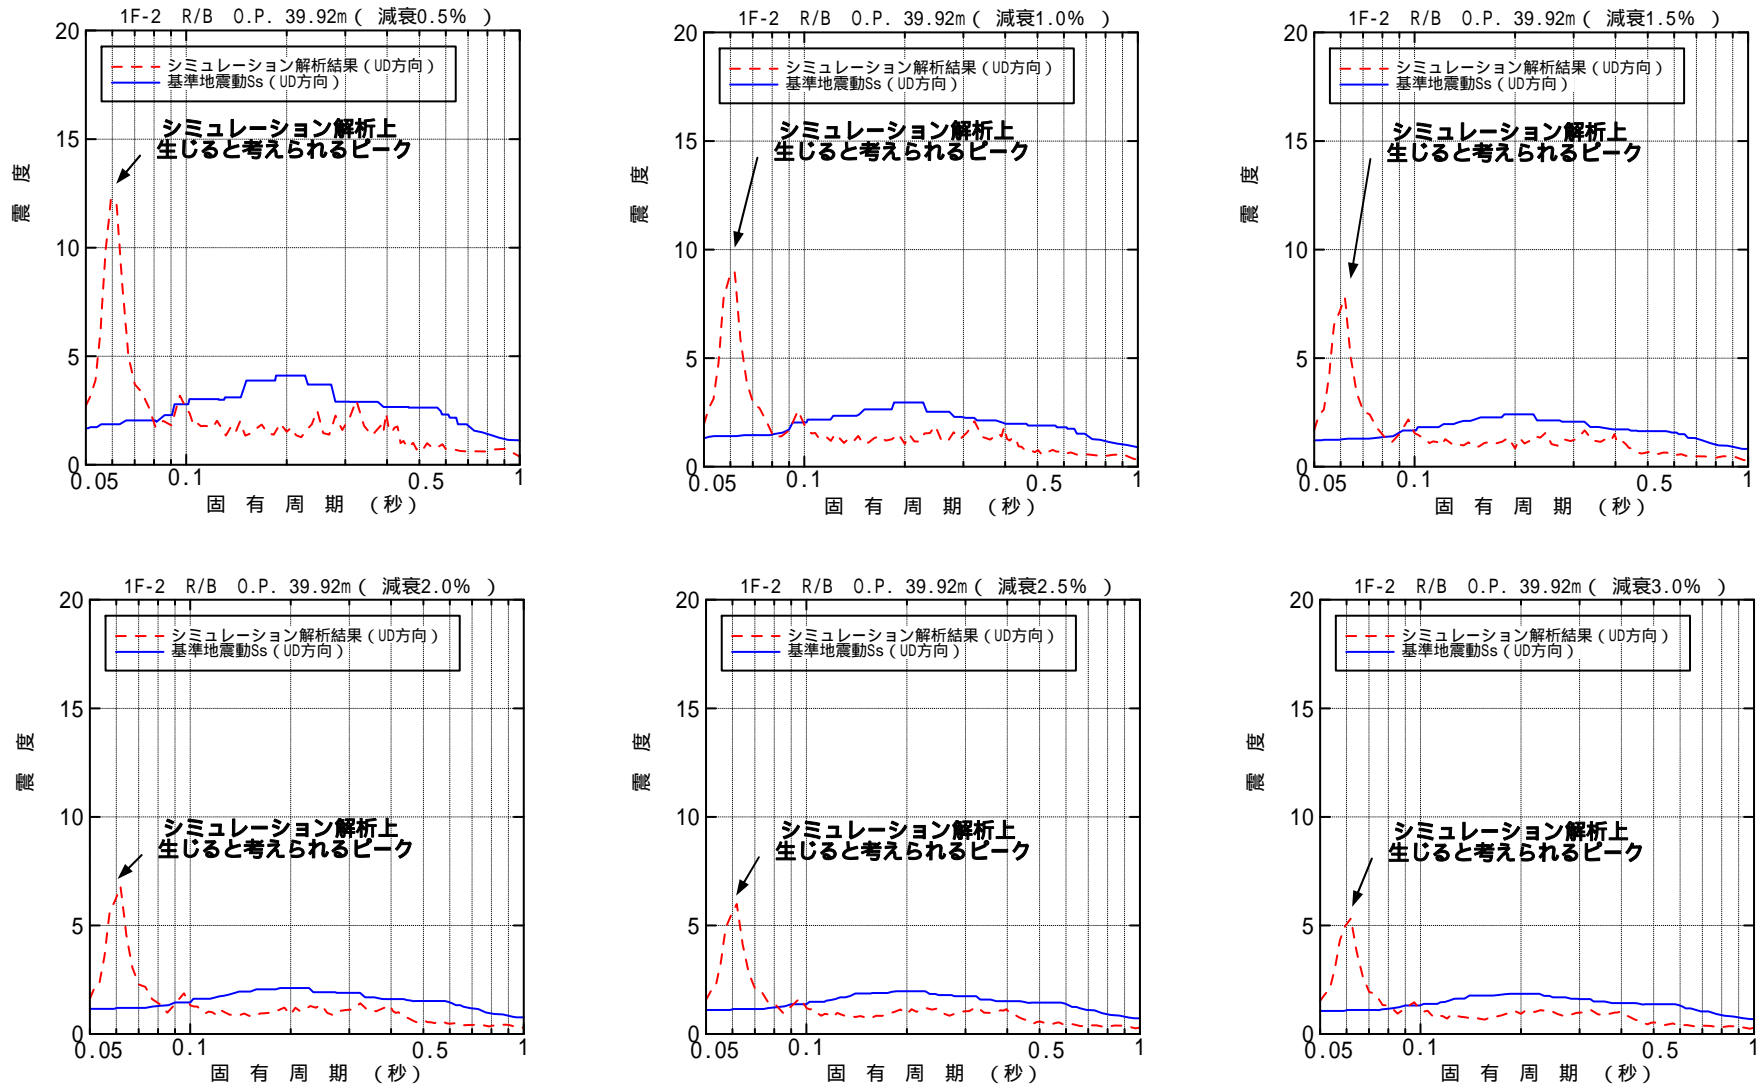 1F-2 R/B O.P. 39.92m ( 減衰0.5% )
20
15
10
5
0
シミュレーション解析結果(UD方向)
基準地震動Ss(UD方向)
シミュレーション解析上
生じると考えられるピーク
震度
0.05 0.1 0.5 1
固有周期(秒)
1F-2 R/B O.P. 39.92m ( 減衰1.0% )
20
15
10
5
0
シミュレーション解析結果(UD方向)
基準地震動Ss(UD方向)
シミュレーション解析上
生じると考えられるピーク
震度
0.05 0.1 0.5 1
固有周期(秒)
1F-2 R/B O.P. 39.92m ( 減衰1.5% )
20
15
10
5
0
シミュレーション解析結果(UD方向)
基準地震動Ss(UD方向)
シミュレーション解析上
生じると考えられるピーク
震度
0.05 0.1 0.5 1
固有周期(秒)
1F-2 R/B O.P. 39.92m ( 減衰2.0% )
20
15
10
5
0
シミュレーション解析結果(UD方向)
基準地震動Ss(UD方向)
シミュレーション解析上
生じると考えられるピーク
震度
0.05 0.1 0.5 1
固有周期(秒)
1F-2 R/B O.P. 39.92m ( 減衰2.5% )
20
15
10
5
0
シミュレーション解析結果(UD方向)
基準地震動Ss(UD方向)
シミュレーション解析上
生じると考えられるピーク
震度
0.05 0.1 0.5 1
固有周期(秒)
1F-2 R/B O.P. 39.92m ( 減衰3.0% )
20
15
10
5
0
シミュレーション解析結果(UD方向)
基準地震動Ss(UD方向)
シミュレーション解析上
生じると考えられるピーク
震度
0.05 0.1 0.5 1
固有周期(秒)